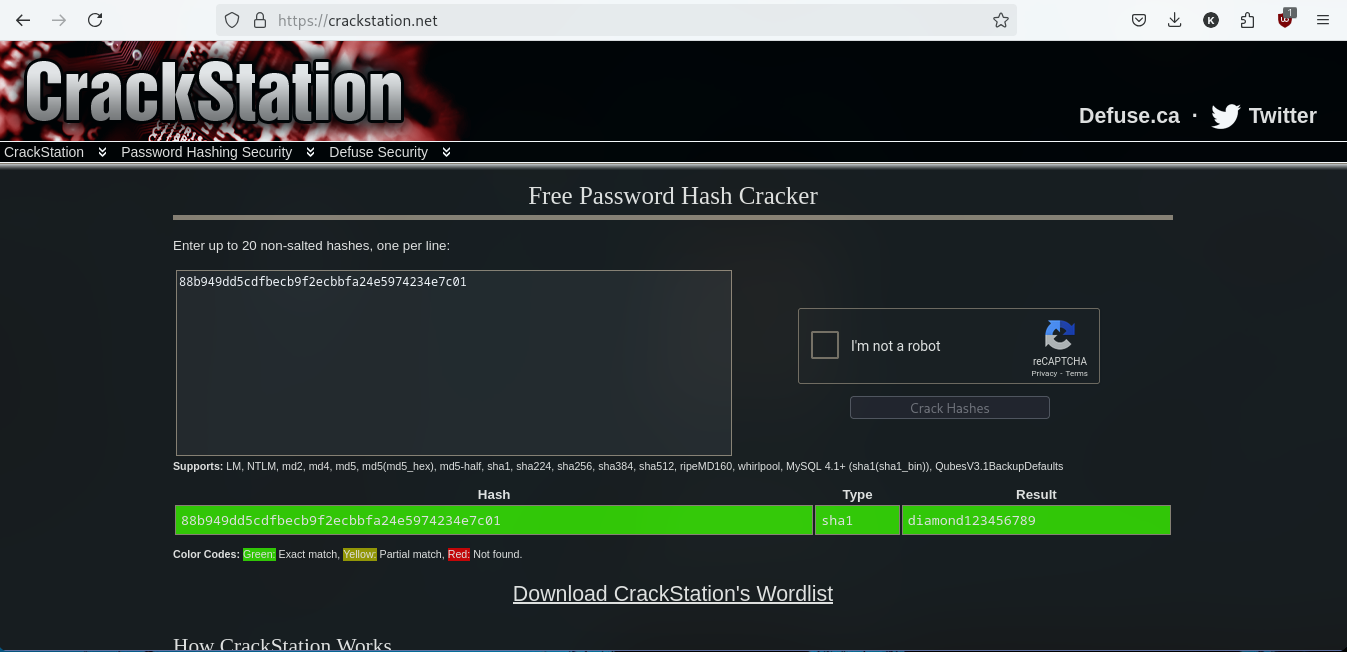 https://crackstation.net
K
1
CrackStation
Defuse.ca · Twitter
CrackStation Password Hashing Security Defuse Security
Free Password Hash Cracker
Enter up to 20 non-salted hashes, one per line:
88b949dd5cdfbecb9f2ecbbfa24e5974234e7c01
I'm not a robot
reCAPTCHA
Privacy - Terms
Crack Hashes
Supports: LM, NTLM, md2, md4, md5, md5(md5_hex), md5-half, sha1, sha224, sha256, sha384, sha512, ripeMD160, whirlpool, MySQL 4.1+ (sha1(sha1_bin)), QubesV3.1BackupDefaults
Hash Type Result
88b949dd5cdfbecb9f2ecbbfa24e5974234e7c01 sha1 diamond123456789
Color Codes: Green: Exact match, Yellow: Partial match, Red: Not found.
Download CrackStation's Wordlist
How CrackStation Works